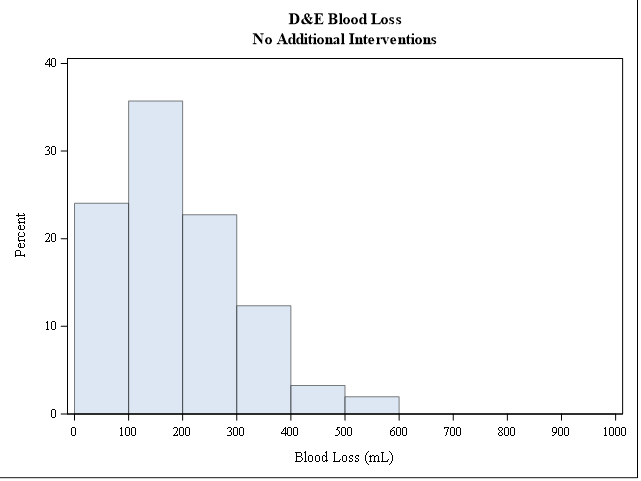 D&E Blood Loss
No Additional Interventions
40
30
20
10
0
Percent
0 100 200 300 400 500 600 700 800 900 1000
Blood Loss (mL)